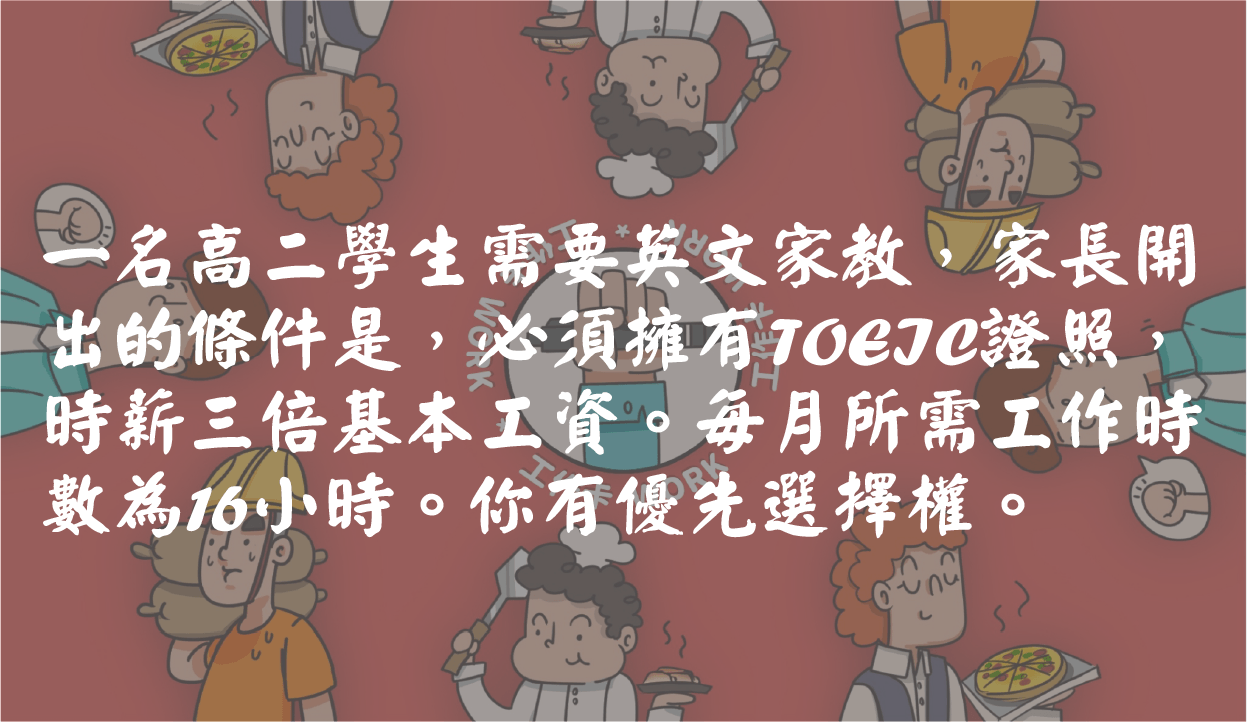 一名高二學生需要英文家教，家長開
出的條件是，必須擁有TOEIC證照，
時薪三倍基本工資。每月所需工作時
數為16小時。你有優先選擇權。
WORK
WORK